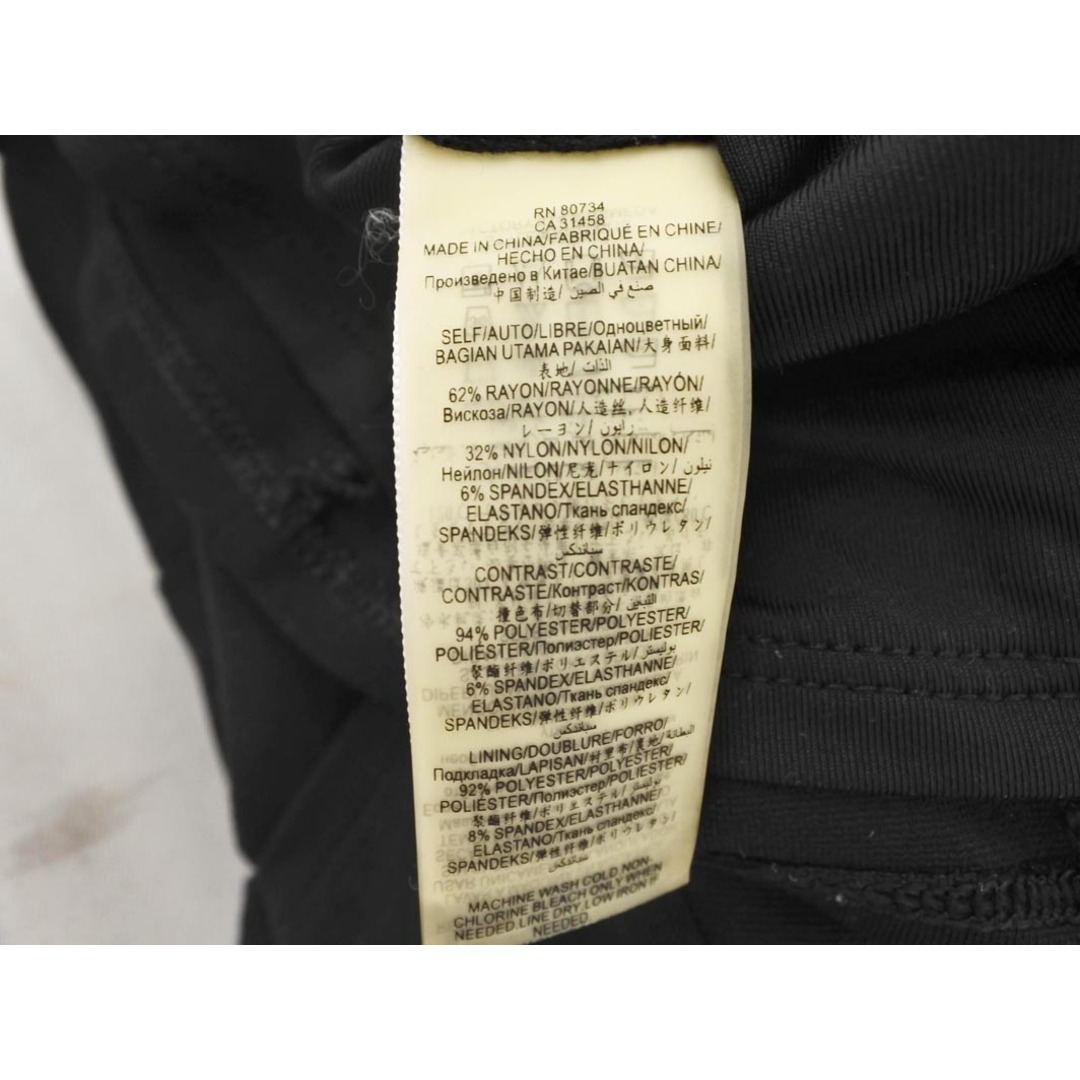 RN 80734
CA 31458
MADE IN CHINA/FABRIQUÉ EN CHINE/
HECHO EN CHINA/
Произведено в Китае/BUATAN CHINA/
中国制造/ صنع في الصين
SELF/AUTO/LIBRE/Одноцветный/
BAGIAN UTAMA PAKAIAN/大身面料/
表地/ الذات
62% RAYON/RAYONNE/RAYÓN/
Вискоза/RAYON/人造丝,人造纤维/
レーヨン/ رايون
32% NYLON/NYLON/NILON/
Нейлон/NILON/尼龙/ナイロン/ نيلون
6% SPANDEX/ELASTHANNE/
ELASTANO/Ткань спандекс/
SPANDEKS/弹性纤维/ポリウレタン/
سباندكس
CONTRAST/CONTRASTE/
CONTRASTE/Контраст/KONTRAS/
撞色布/切替部分/ التباين
94% POLYESTER/POLYESTER/
POLIÉSTER/Полиэстер/POLIESTER/
聚酯纤维/ポリエステル/ بوليستر
6% SPANDEX/ELASTHANNE/
ELASTANO/Ткань спандекс/
SPANDEKS/弹性纤维/ポリウレタン/
سباندكس
LINING/DOUBLURE/FORRO/
Подкладка/LAPISAN/衬里布/裏地/ البطانة
92% POLYESTER/POLYESTER/
POLIÉSTER/Полиэстер/POLIESTER/
聚酯纤维/ポリエステル/ بوليستر
8% SPANDEX/ELASTHANNE/
ELASTANO/Ткань спандекс/
SPANDEKS/弹性纤维/ポリウレタン/
سباندكس
MACHINE WASH COLD.NON-
CHLORINE BLEACH ONLY WHEN
NEEDED.LINE DRY.LOW IRON IF
NEEDED.